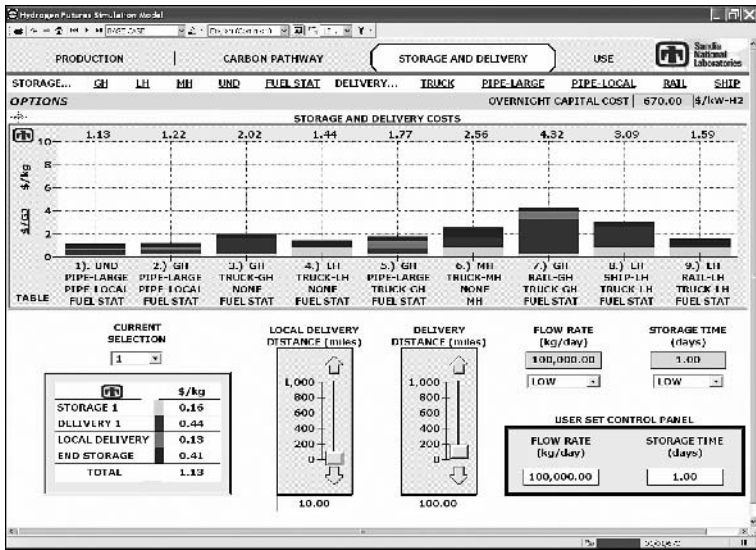 Hydrogen Futures Simulation Model
BASE CASE
PRODUCTION | CARBON PATHWAY STORAGE AND DELIVERY USE
Sandia
National
Laboratories
STORAGE... GH LH MH UND FUEL STAT DELIVERY... TRUCK PIPE-LARGE PIPE-LOCAL RAIL SHIP
OPTIONS OVERNIGHT CAPITAL COST 670.00 $/kW-H2
STORAGE AND DELIVERY COSTS
1.13 1.22 2.02 1.44 1.77 2.56 4.32 3.09 1.59
$/kg
$/GJ
10
8
6
4
2
0
1). UND 2.) GH 3.) GH 4.) LH 5.) GH 6.) MH 7.) GH 8.) LH 9.) LH
PIPE-LARGE PIPE-LARGE TRUCK-GH TRUCK-LH PIPE-LARGE TRUCK-MH RAIL-GH SHIP-LH RAIL-LH
PIPE-LOCAL PIPE-LOCAL NONE NONE TRUCK-GH NONE TRUCK-GH TRUCK-LH TRUCK-LH
TABLE FUEL STAT FUEL STAT FUEL STAT FUEL STAT FUEL STAT MH FUEL STAT FUEL STAT FUEL STAT
CURRENT
SELECTION
1
$/kg
STORAGE 1 0.16
DELIVERY 1 0.44
LOCAL DELIVERY 0.13
END STORAGE 0.41
TOTAL 1.13
LOCAL DELIVERY
DISTANCE (miles)
1,000
800
600
400
200
0
10.00
DELIVERY
DISTANCE (miles)
1,000
800
600
400
200
0
100.00
FLOW RATE
(kg/day)
100,000.00
LOW
STORAGE TIME
(days)
1.00
LOW
USER SET CONTROL PANEL
FLOW RATE
(kg/day)
100,000.00
STORAGE TIME
(days)
1.00